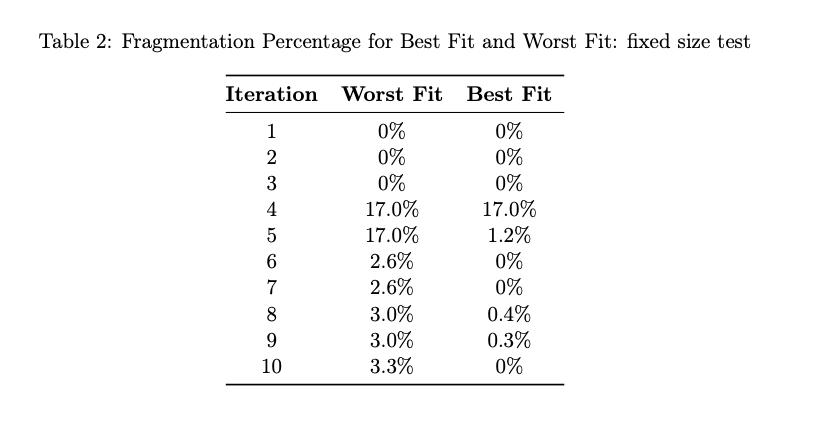 Table 2: Fragmentation Percentage for Best Fit and Worst Fit: fixed size test
Iteration Worst Fit Best Fit
1 0% 0%
2 0% 0%
3 0% 0%
4 17.0% 17.0%
5 17.0% 1.2%
6 2.6% 0%
7 2.6% 0%
8 3.0% 0.4%
9 3.0% 0.3%
10 3.3% 0%